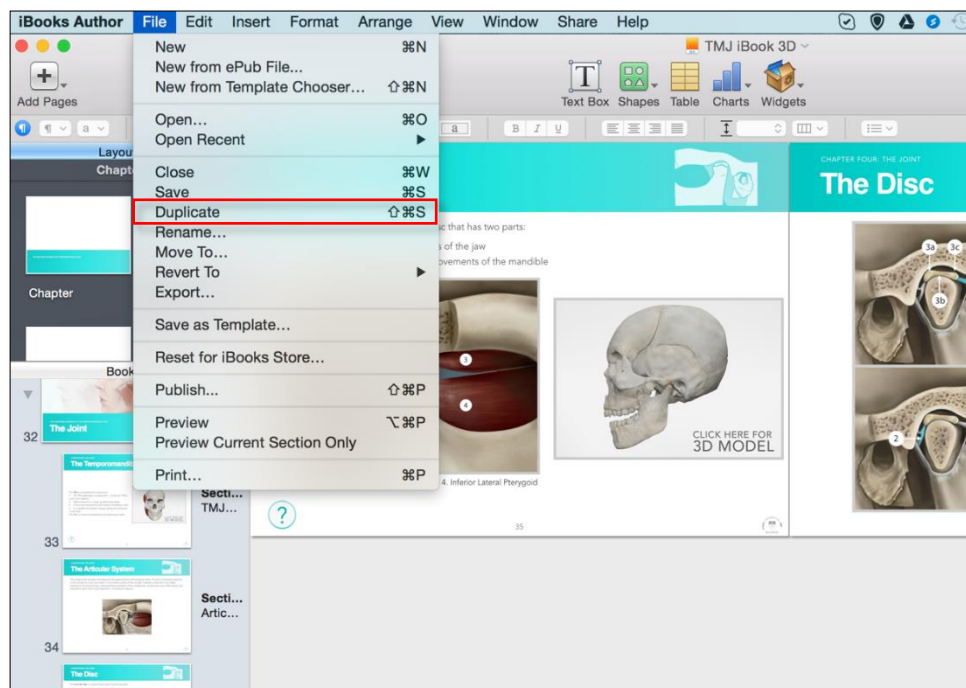 iBooks Author File Edit Insert Format Arrange View Window Share Help
TMJ iBook 3D
Add Pages
Text Box Shapes Table Charts Widgets
New ⌘N
New from ePub File...
New from Template Chooser... ⇧⌘N
Open... ⌘O
Open Recent ▶
Close ⌘W
Save ⌘S
Duplicate ⇧⌘S
Rename...
Move To...
Revert To ▶
Export...
Save as Template...
Reset for iBooks Store...
Publish... ⇧⌘P
Preview ⌥⌘P
Preview Current Section Only
Print... ⌘P
a B I U
Layou
Chapt
Chapter
Book
32
The Joint
The Temporomandi
Secti...
TMJ...
33
The Articular System
Secti...
Artic...
34
The Disc
sc that has two parts:
s of the jaw
ovements of the mandible
3
4
4. Inferior Lateral Pterygoid
CLICK HERE FOR
3D MODEL
?
35
CHAPTER FOUR: THE JOINT
The Disc
3a 3c
3b
2